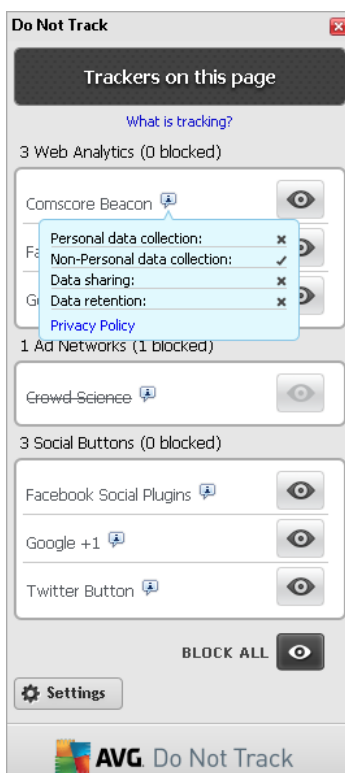 Do Not Track
Trackers on this page
What is tracking?
3 Web Analytics (0 blocked)
Comscore Beacon
Personal data collection:
Non-Personal data collection:
Data sharing:
Data retention:
Privacy Policy
1 Ad Networks (1 blocked)
Crowd Science
3 Social Buttons (0 blocked)
Facebook Social Plugins
Google +1
Twitter Button
BLOCK ALL
Settings
AVG. Do Not Track